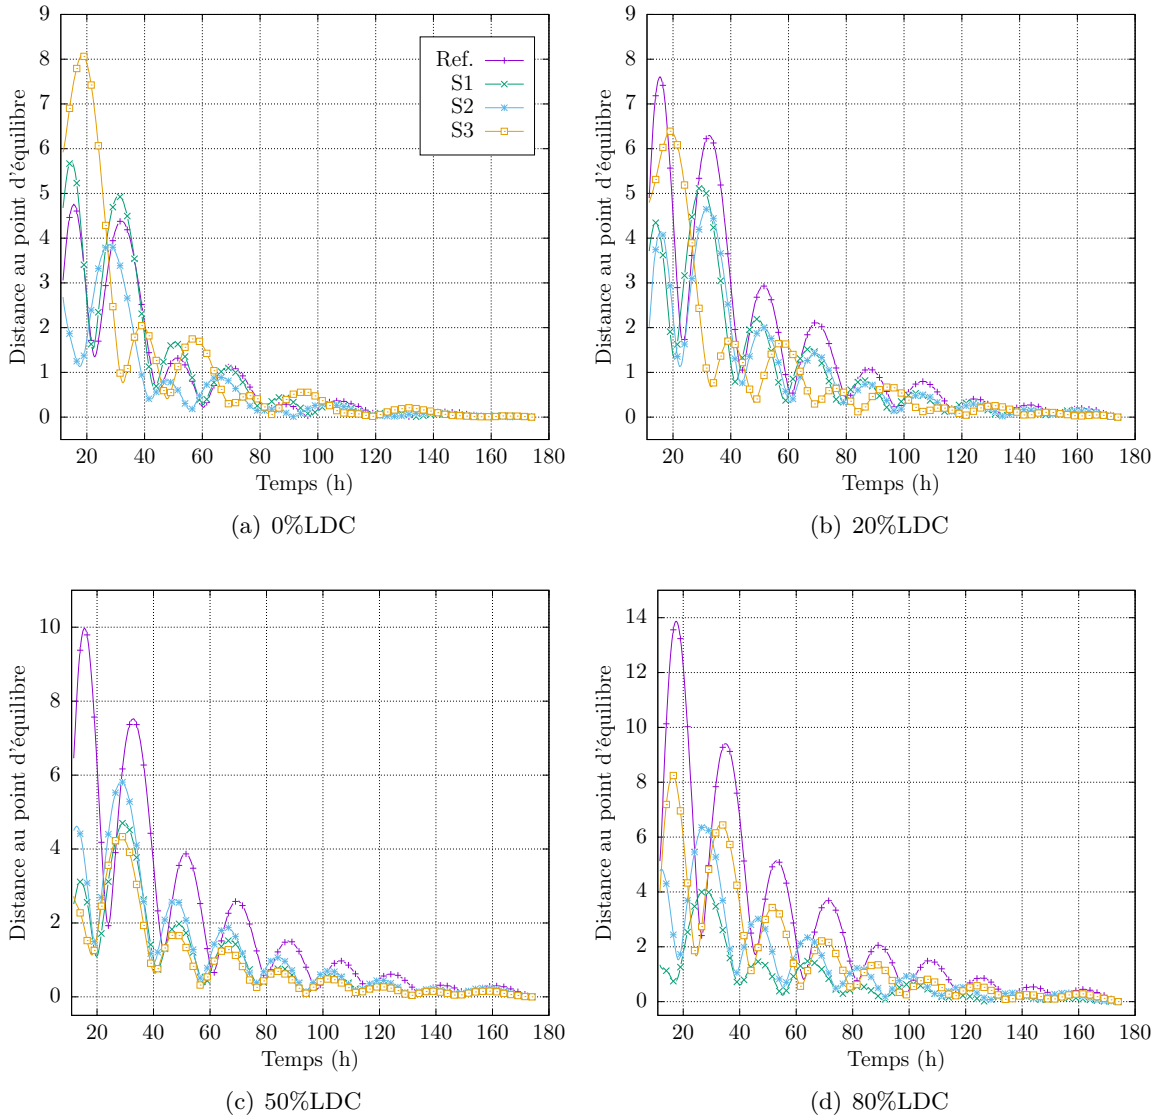 Distance au point d'équilibre
9
8
7
6
5
4
3
2
1
0
Ref.
S1
S2
S3
20 40 60 80 100 120 140 160 180
Temps (h)
(a) 0%LDC
Distance au point d'équilibre
9
8
7
6
5
4
3
2
1
0
20 40 60 80 100 120 140 160 180
Temps (h)
(b) 20%LDC
Distance au point d'équilibre
10
8
6
4
2
0
20 40 60 80 100 120 140 160 180
Temps (h)
(c) 50%LDC
Distance au point d'équilibre
14
12
10
8
6
4
2
0
20 40 60 80 100 120 140 160 180
Temps (h)
(d) 80%LDC